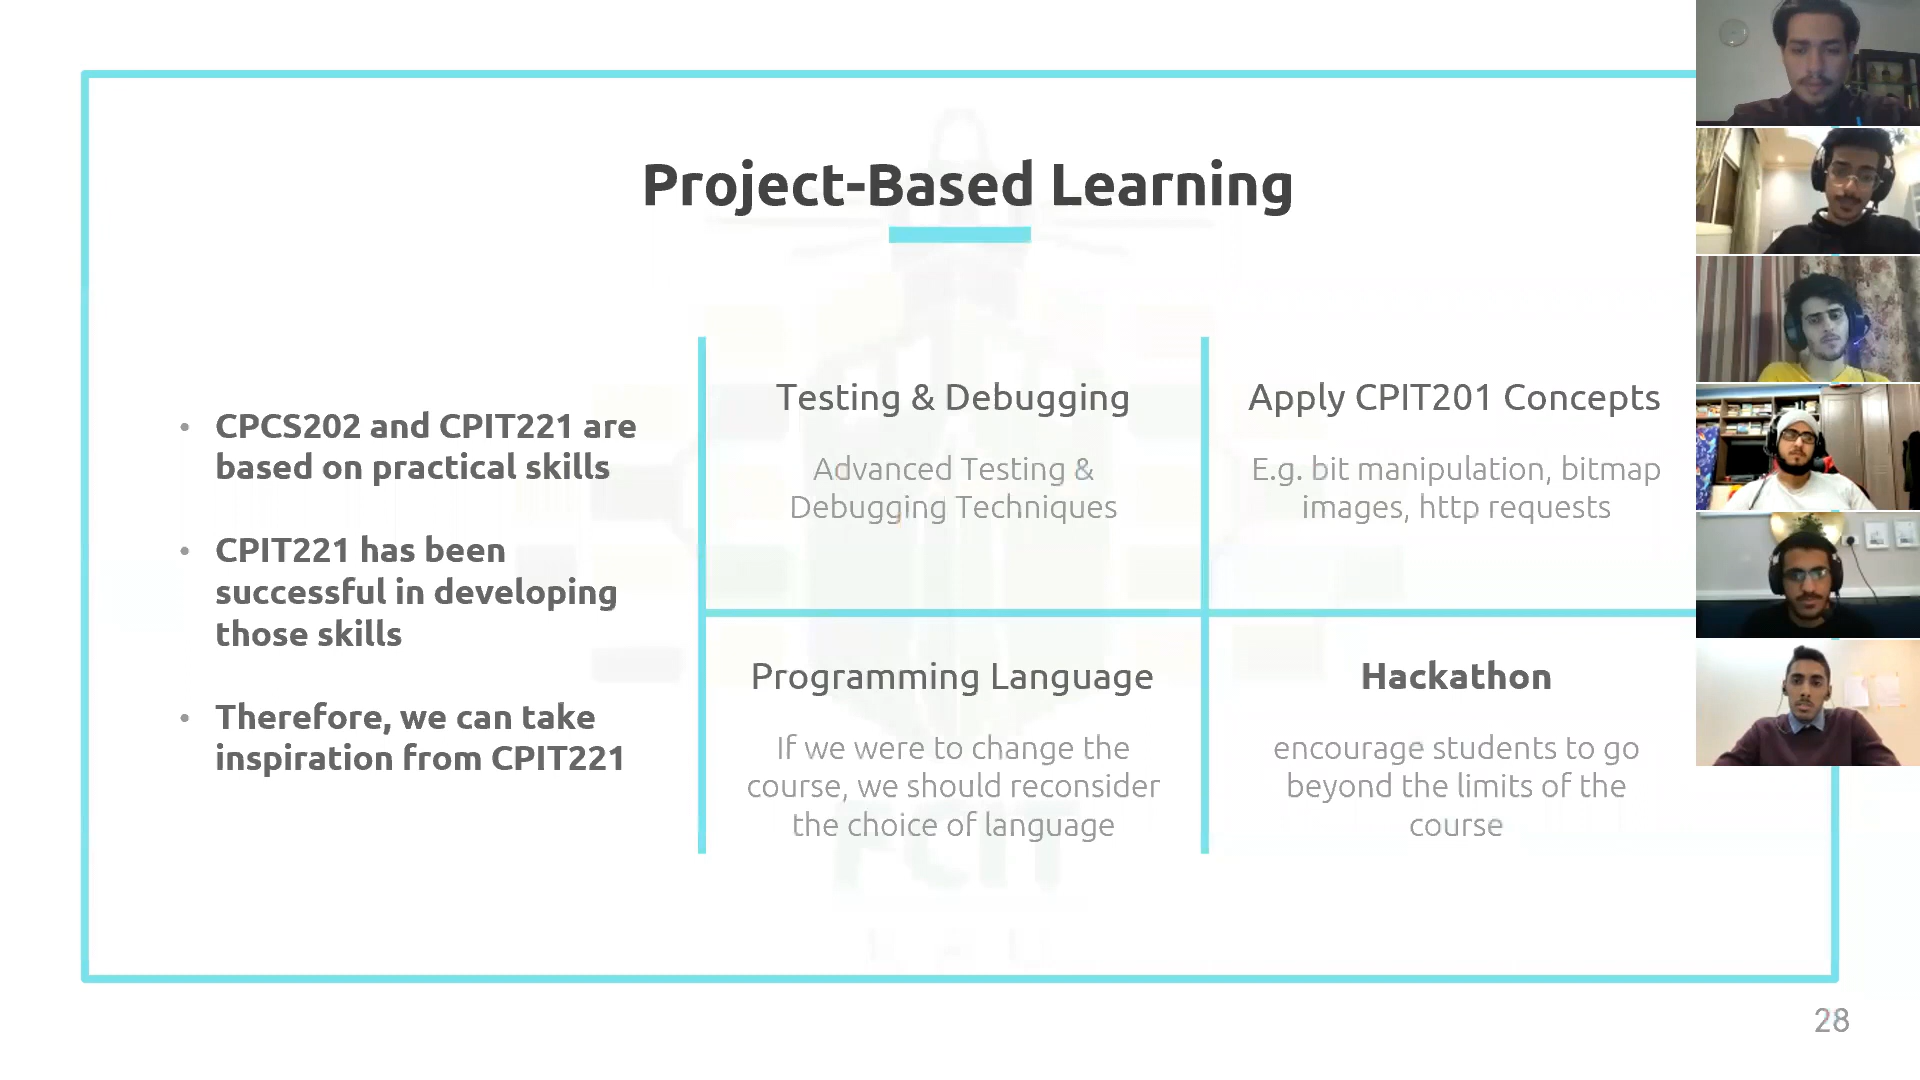 Project-Based Learning
• CPCS202 and CPIT221 are
based on practical skills
• CPIT221 has been
successful in developing
those skills
• Therefore, we can take
inspiration from CPIT221
Testing & Debugging
Advanced Testing &
Debugging Techniques
Apply CPIT201 Concepts
E.g. bit manipulation, bitmap
images, http requests
Programming Language
If we were to change the
course, we should reconsider
the choice of language
Hackathon
encourage students to go
beyond the limits of the
course
FCIT
K A U
28